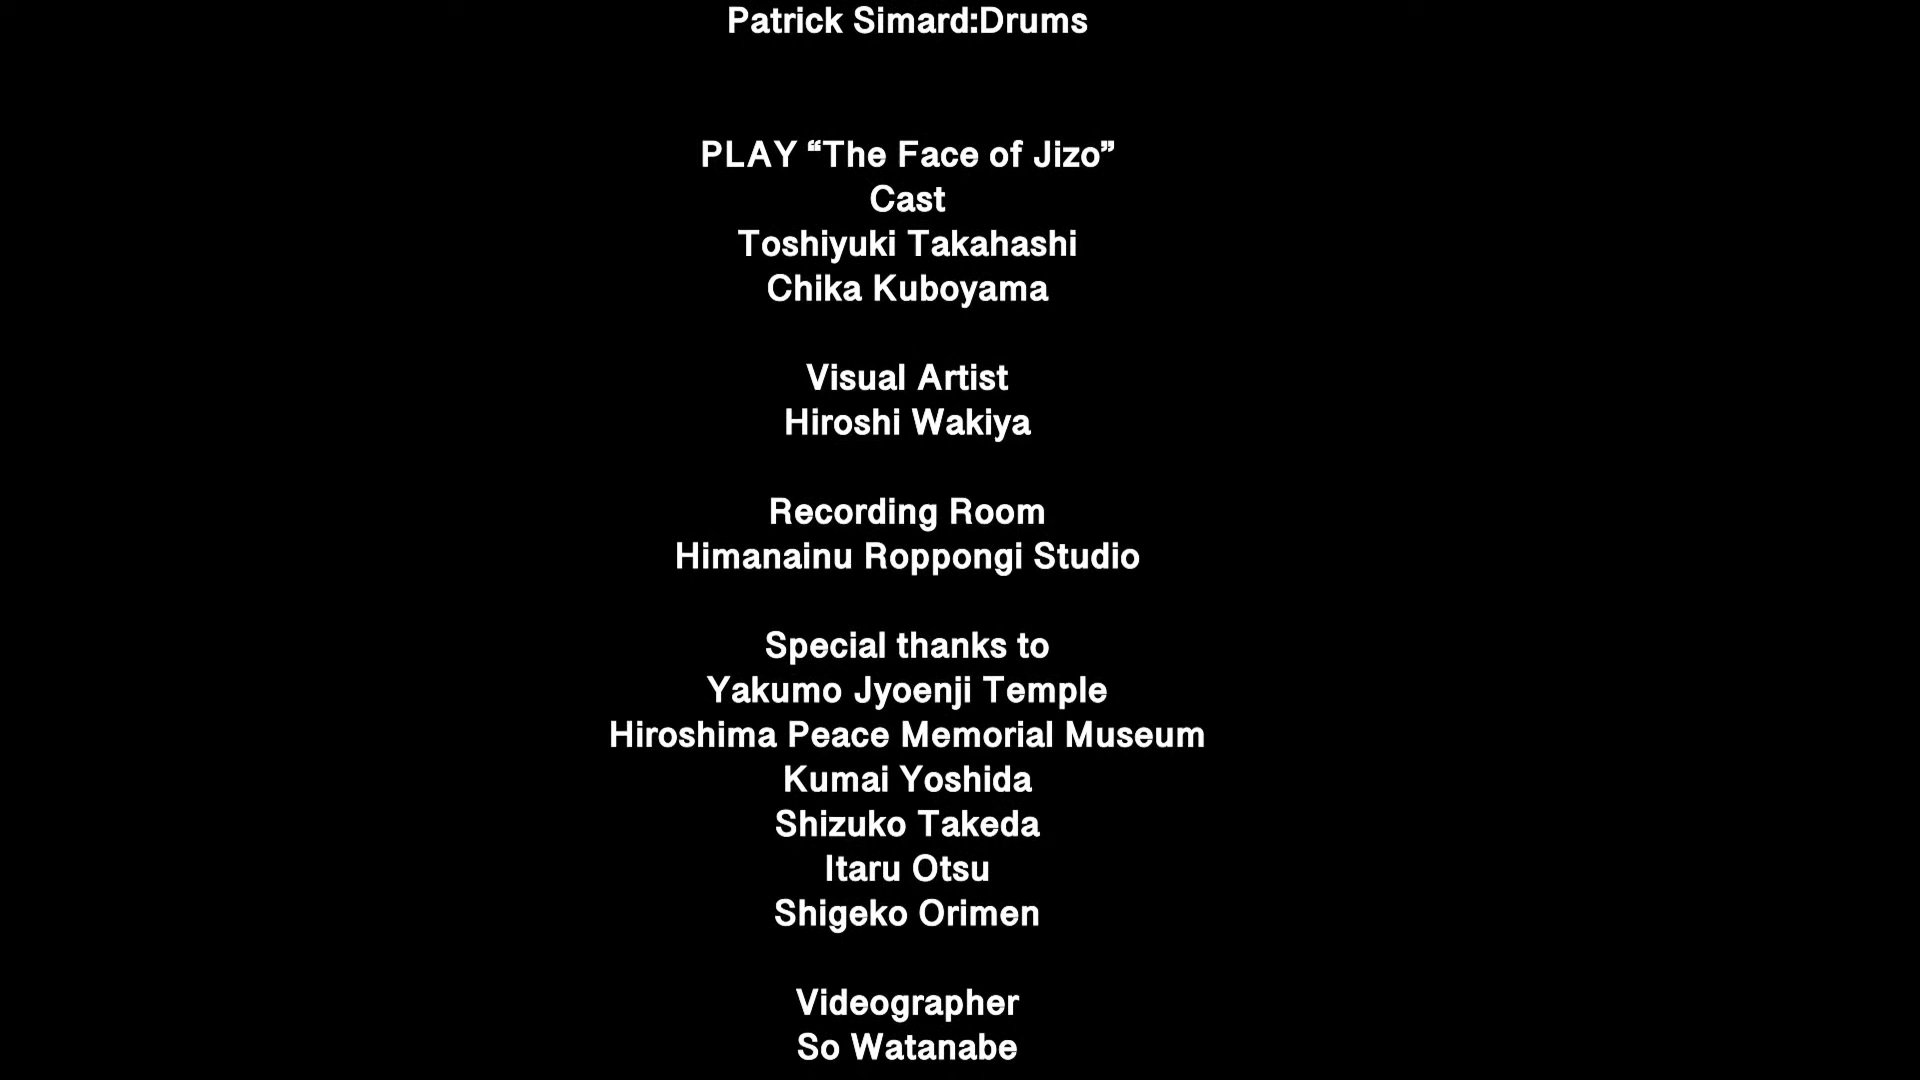 Patrick Simard:Drums
PLAY “The Face of Jizo”
Cast
Toshiyuki Takahashi
Chika Kuboyama
Visual Artist
Hiroshi Wakiya
Recording Room
Himanainu Roppongi Studio
Special thanks to
Yakumo Jyoenji Temple
Hiroshima Peace Memorial Museum
Kumai Yoshida
Shizuko Takeda
Itaru Otsu
Shigeko Orimen
Videographer
So Watanabe